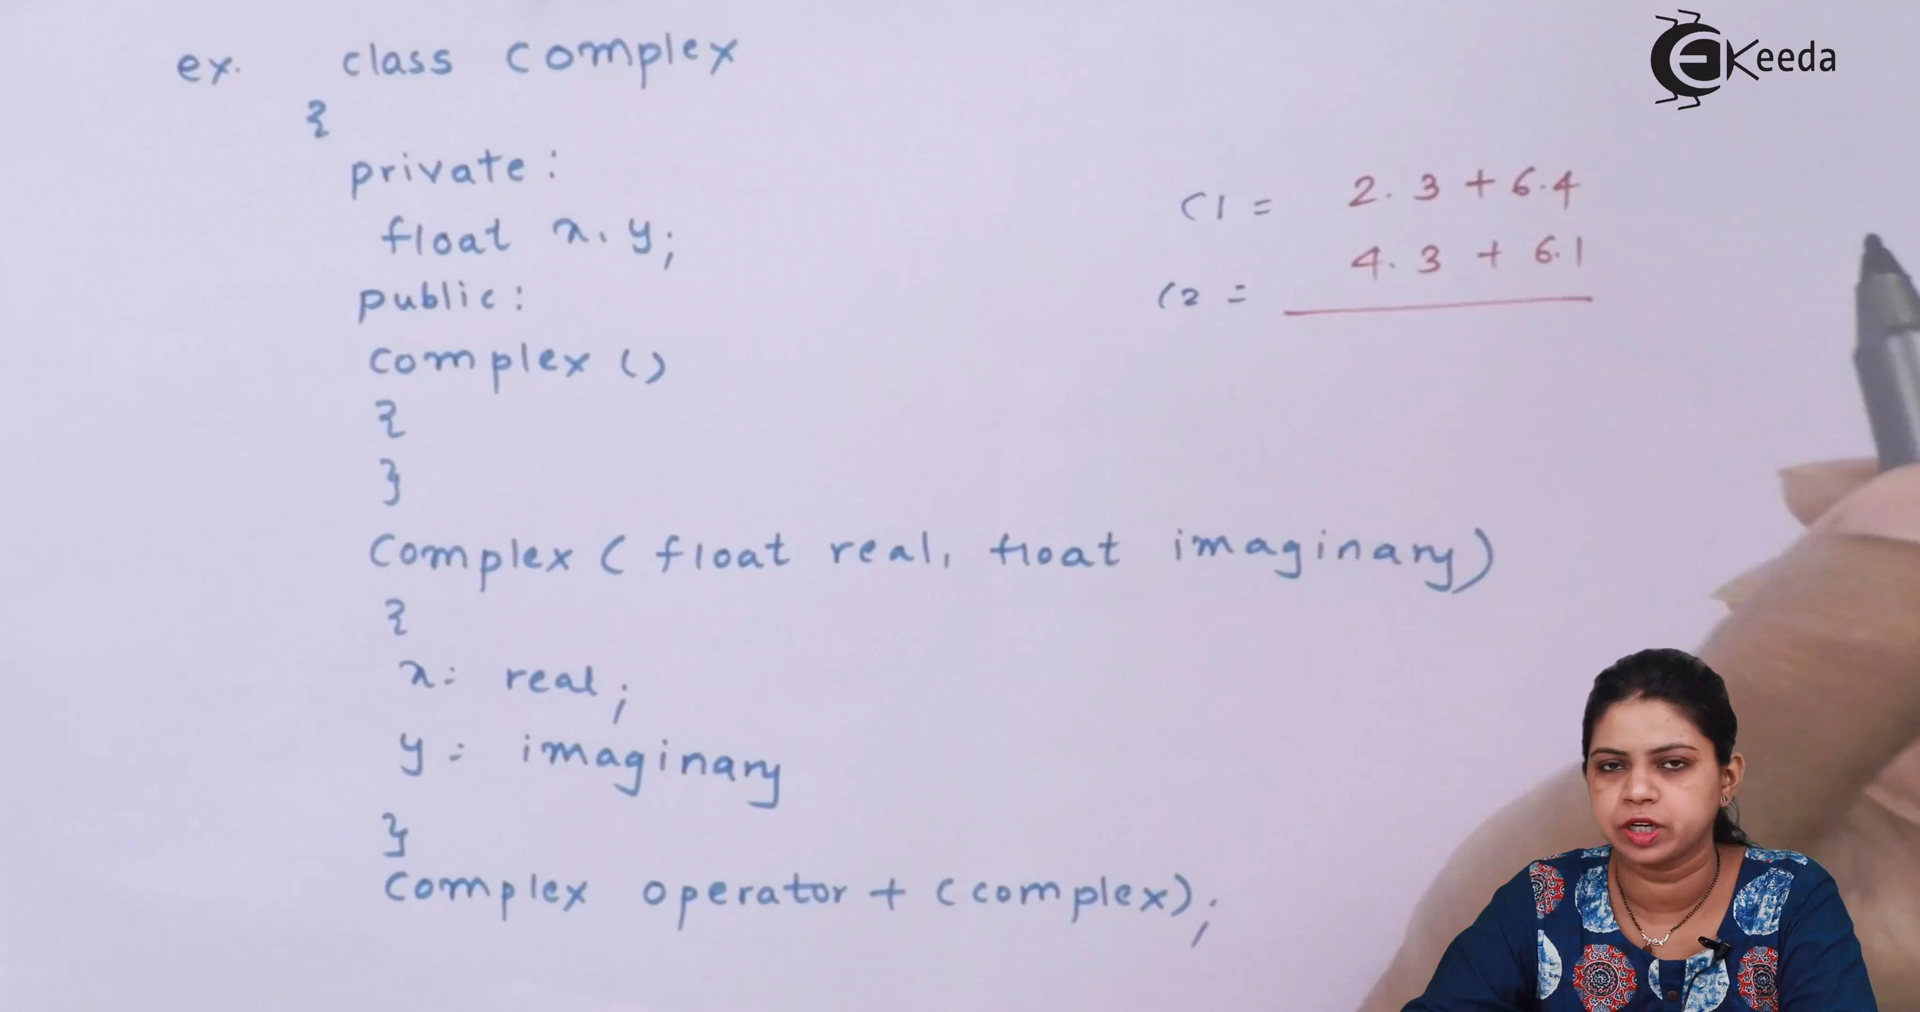 ex. class complex
{
private:
float x, y;
public:
complex ()
{
}
Complex ( float real, float imaginary)
{
x= real;
y= imaginary
}
Complex operator + (complex);
C1 = 2.3 + 6.4
C2 = 4.3 + 6.1
EKeeda